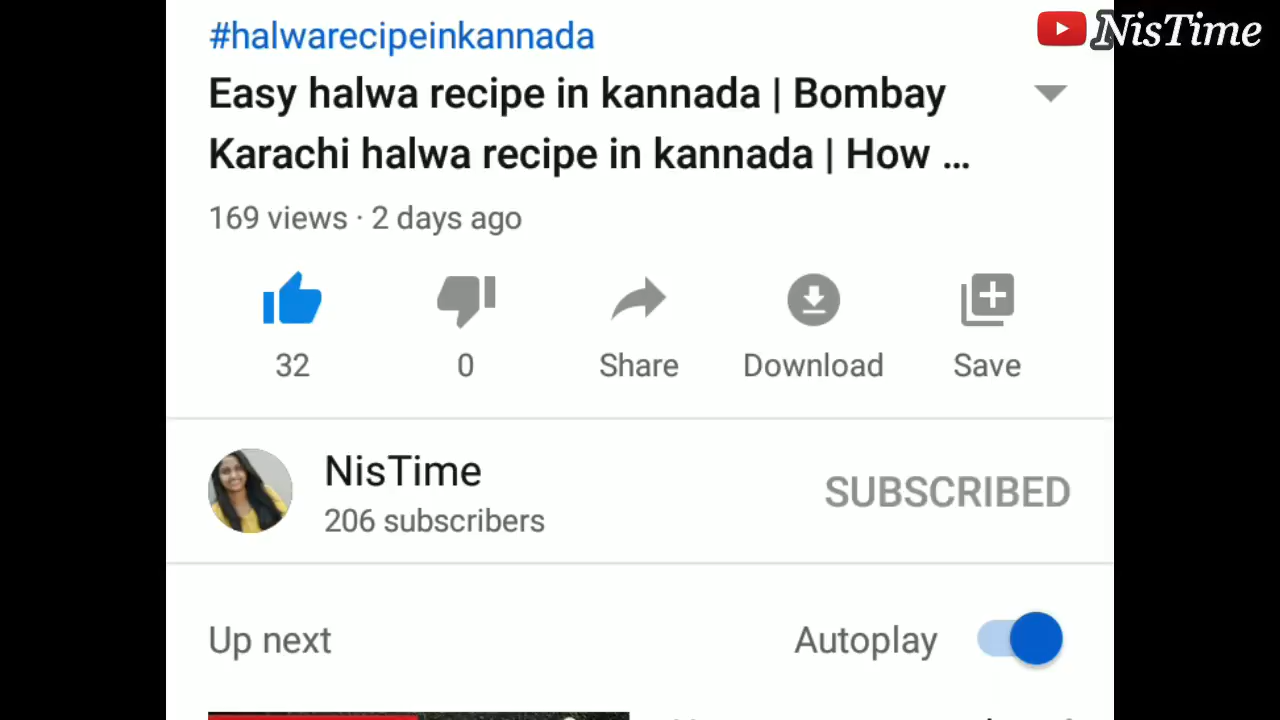 #halwarecipeinkannada
NisTime
Easy halwa recipe in kannada | Bombay
Karachi halwa recipe in kannada | How ...
169 views · 2 days ago
32
0
Share
Download
Save
NisTime
206 subscribers
SUBSCRIBED
Up next
Autoplay